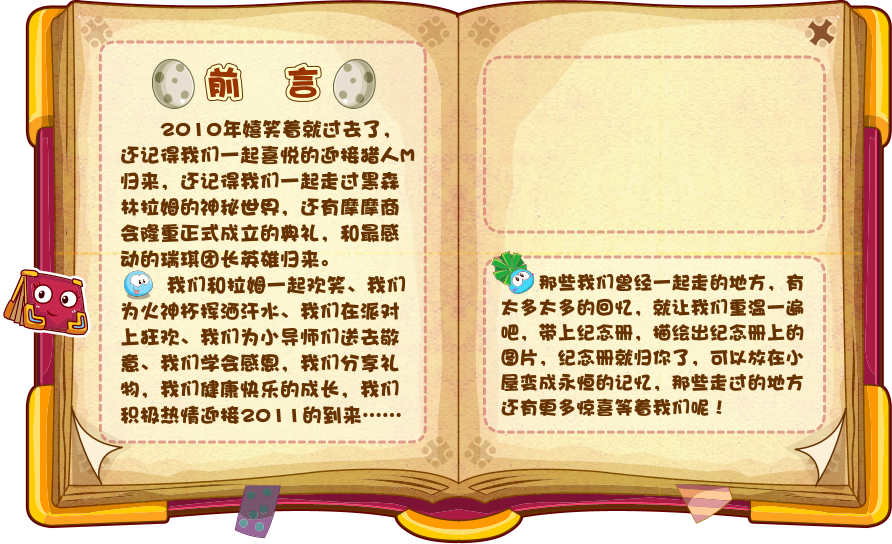 前 言
2010年嬉笑着就过去了，
还记得我们一起喜悦的迎接猎人M
归来，还记得我们一起走过黑森
林拉姆的神秘世界，还有摩摩商
会隆重正式成立的典礼，和最感
动的瑞琪团长英雄归来。
我们和拉姆一起欢笑、我们
为火神杯挥洒汗水、我们在派对
上狂欢、我们为小导师们送去敬
意、我们学会感恩，我们分享礼
物，我们健康快乐的成长，我们
积极热情迎接2011的到来……
那些我们曾经一起走的地方，有
太多太多的回忆，就让我们重温一遍
吧，带上纪念册，描绘出纪念册上的
图片，纪念册就归你了，可以放在小
屋变成永恒的记忆，那些走过的地方
还有更多惊喜等着我们呢！